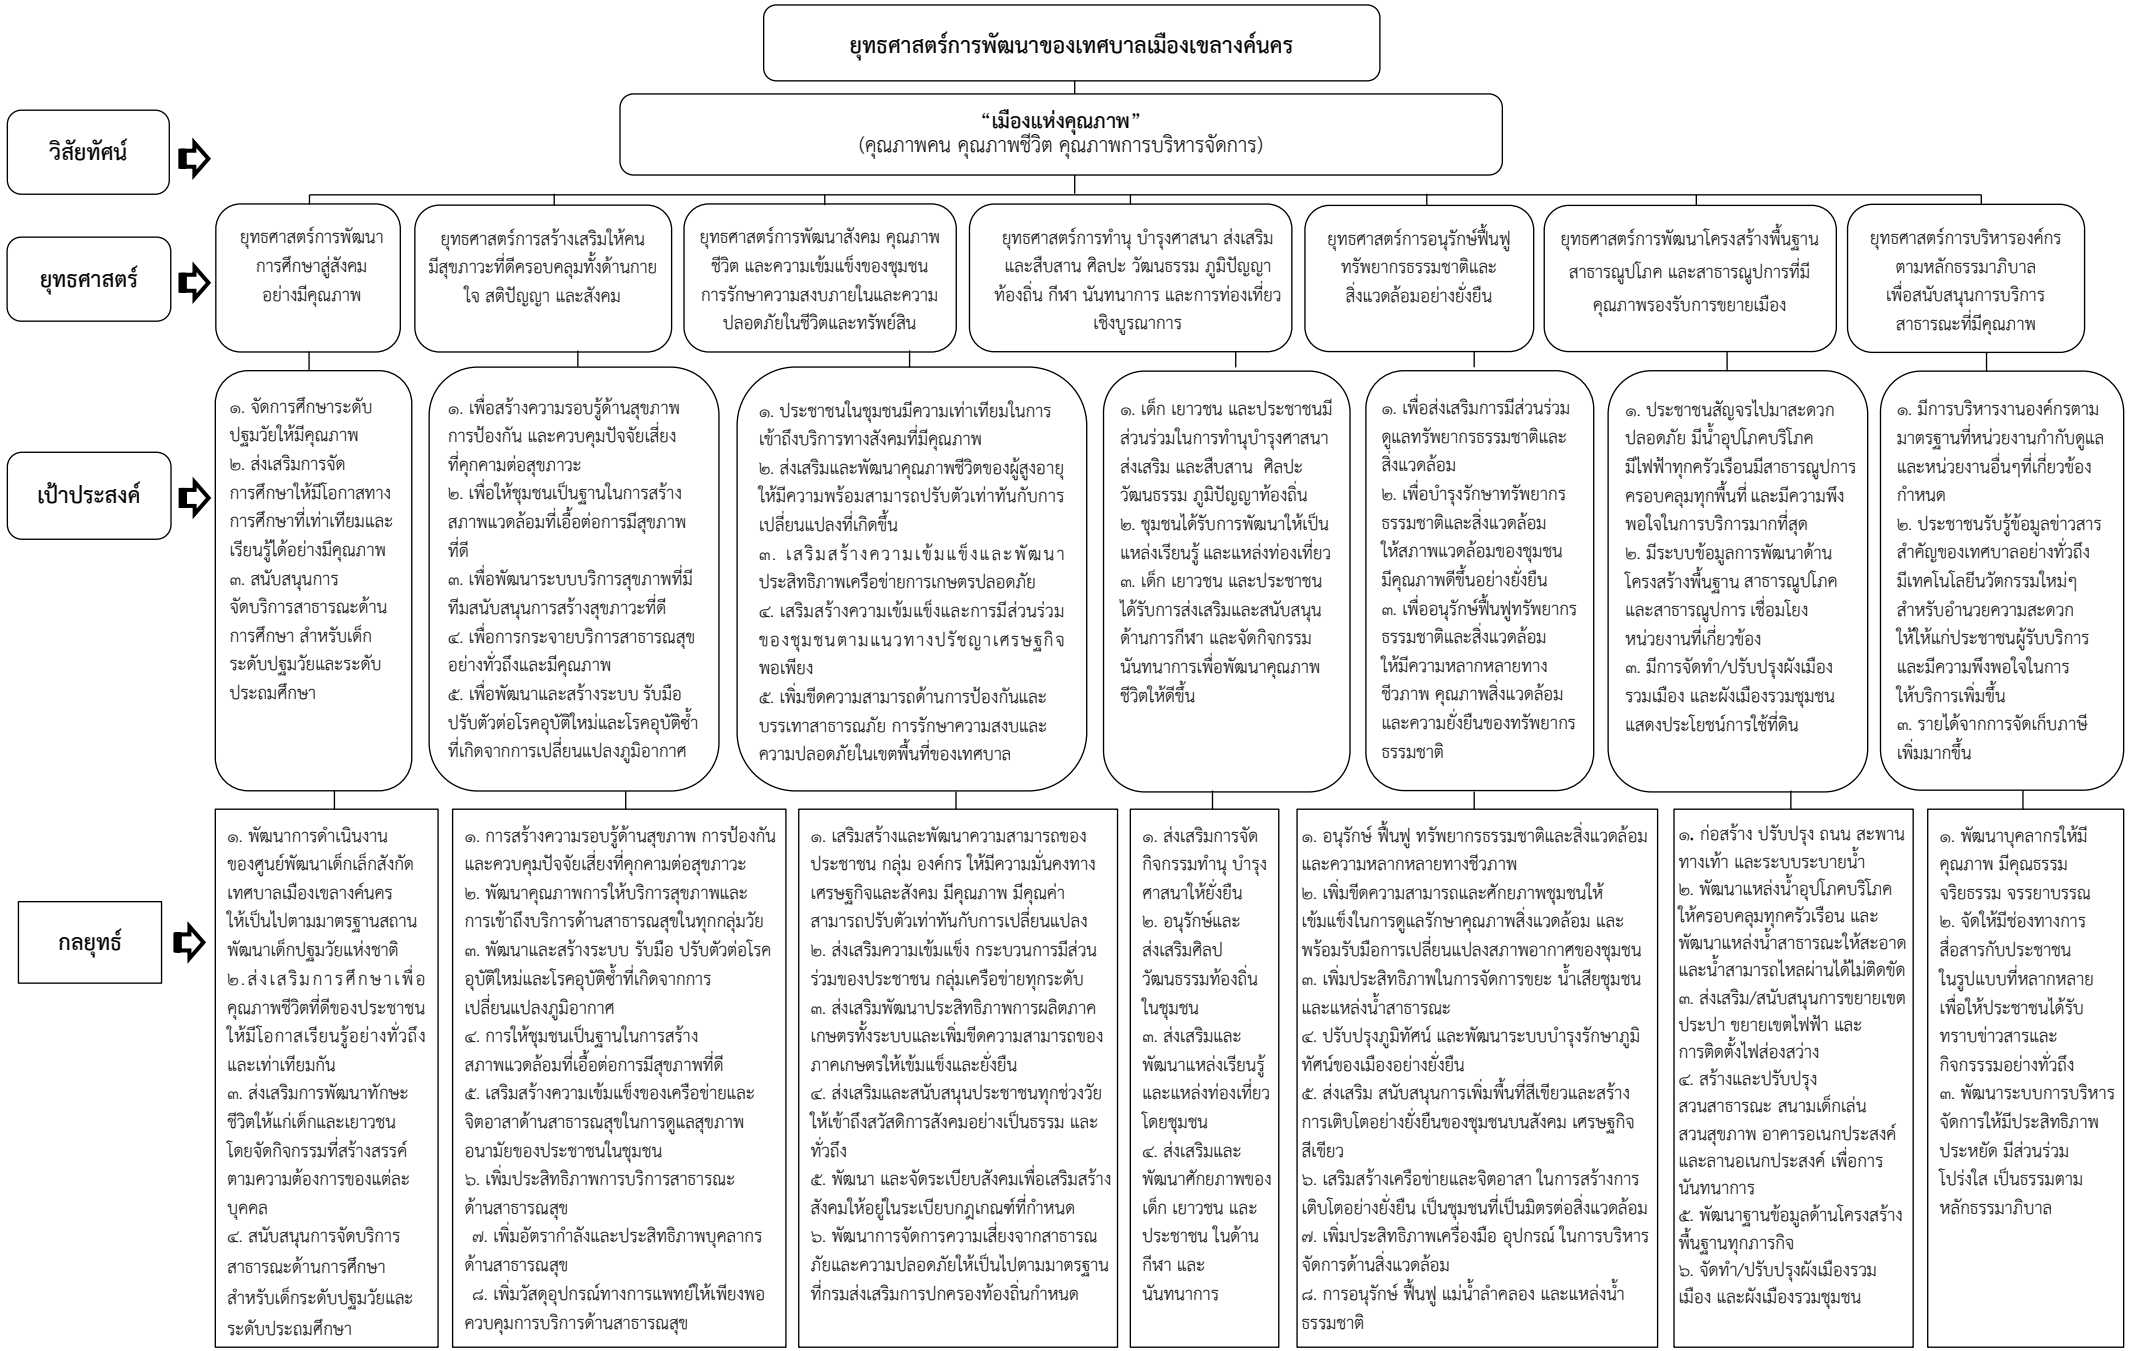 ยุทธศาสตร์การพัฒนาของเทศบาลเมืองเขลางค์นคร
วิสัยทัศน์
“เมืองแห่งคุณภาพ”
(คุณภาพคน คุณภาพชีวิต คุณภาพการบริหารจัดการ)
ยุทธศาสตร์
ยุทธศาสตร์การพัฒนา
การศึกษาสู่สังคม
อย่างมีคุณภาพ
ยุทธศาสตร์การสร้างเสริมให้คน
มีสุขภาวะที่ดีครอบคลุมทั้งด้านกาย
ใจ สติปัญญา และสังคม
ยุทธศาสตร์การพัฒนาสังคม คุณภาพ
ชีวิต และความเข้มแข็งของชุมชน
การรักษาความสงบภายในและความ
ปลอดภัยในชีวิตและทรัพย์สิน
ยุทธศาสตร์การทำนุ บำรุงศาสนา ส่งเสริม
และสืบสาน ศิลปะ วัฒนธรรม ภูมิปัญญา
ท้องถิ่น กีฬา นันทนาการ และการท่องเที่ยว
เชิงบูรณาการ
ยุทธศาสตร์การอนุรักษ์ฟื้นฟู
ทรัพยากรธรรมชาติและ
สิ่งแวดล้อมอย่างยั่งยืน
ยุทธศาสตร์การพัฒนาโครงสร้างพื้นฐาน
สาธารณูปโภค และสาธารณูปการที่มี
คุณภาพรองรับการขยายเมือง
ยุทธศาสตร์การบริหารองค์กร
ตามหลักธรรมาภิบาล
เพื่อสนับสนุนการบริการ
สาธารณะที่มีคุณภาพ
เป้าประสงค์
๑. จัดการศึกษาระดับ
ปฐมวัยให้มีคุณภาพ
๒. ส่งเสริมการจัด
การศึกษาให้มีโอกาสทาง
การศึกษาที่เท่าเทียมและ
เรียนรู้ได้อย่างมีคุณภาพ
๓. สนับสนุนการ
จัดบริการสาธารณะด้าน
การศึกษา สำหรับเด็ก
ระดับปฐมวัยและระดับ
ประถมศึกษา
๑. เพื่อสร้างความรอบรู้ด้านสุขภาพ
การป้องกัน และควบคุมปัจจัยเสี่ยง
ที่คุกคามต่อสุขภาวะ
๒. เพื่อให้ชุมชนเป็นฐานในการสร้าง
สภาพแวดล้อมที่เอื้อต่อการมีสุขภาพ
ที่ดี
๓. เพื่อพัฒนาระบบบริการสุขภาพที่มี
ทีมสนับสนุนการสร้างสุขภาวะที่ดี
๔. เพื่อการกระจายบริการสาธารณสุข
อย่างทั่วถึงและมีคุณภาพ
๕. เพื่อพัฒนาและสร้างระบบ รับมือ
ปรับตัวต่อโรคอุบัติใหม่และโรคอุบัติซ้ำ
ที่เกิดจากการเปลี่ยนแปลงภูมิอากาศ
๑. ประชาชนในชุมชนมีความเท่าเทียมในการ
เข้าถึงบริการทางสังคมที่มีคุณภาพ
๒. ส่งเสริมและพัฒนาคุณภาพชีวิตของผู้สูงอายุ
ให้มีความพร้อมสามารถปรับตัวเท่าทันกับการ
เปลี่ยนแปลงที่เกิดขึ้น
๓. เสริมสร้างความเข้มแข็งและพัฒนา
ประสิทธิภาพเครือข่ายการเกษตรปลอดภัย
๔. เสริมสร้างความเข้มแข็งและการมีส่วนร่วม
ของชุมชนตามแนวทางปรัชญาเศรษฐกิจ
พอเพียง
๕. เพิ่มขีดความสามารถด้านการป้องกันและ
บรรเทาสาธารณภัย การรักษาความสงบและ
ความปลอดภัยในเขตพื้นที่ของเทศบาล
๑. เด็ก เยาวชน และประชาชนมี
ส่วนร่วมในการทำนุบำรุงศาสนา
ส่งเสริม และสืบสาน ศิลปะ
วัฒนธรรม ภูมิปัญญาท้องถิ่น
๒. ชุมชนได้รับการพัฒนาให้เป็น
แหล่งเรียนรู้ และแหล่งท่องเที่ยว
๓. เด็ก เยาวชน และประชาชน
ได้รับการส่งเสริมและสนับสนุน
ด้านการกีฬา และจัดกิจกรรม
นันทนาการเพื่อพัฒนาคุณภาพ
ชีวิตให้ดีขึ้น
๑. เพื่อส่งเสริมการมีส่วนร่วม
ดูแลทรัพยากรธรรมชาติและ
สิ่งแวดล้อม
๒. เพื่อบำรุงรักษาทรัพยากร
ธรรมชาติและสิ่งแวดล้อม
ให้สภาพแวดล้อมของชุมชน
มีคุณภาพดีขึ้นอย่างยั่งยืน
๓. เพื่ออนุรักษ์ฟื้นฟูทรัพยากร
ธรรมชาติและสิ่งแวดล้อม
ให้มีความหลากหลายทาง
ชีวภาพ คุณภาพสิ่งแวดล้อม
และความยั่งยืนของทรัพยากร
ธรรมชาติ
๑. ประชาชนสัญจรไปมาสะดวก
ปลอดภัย มีน้ำอุปโภคบริโภค
มีไฟฟ้าทุกครัวเรือนมีสาธารณูปการ
ครอบคลุมทุกพื้นที่ และมีความพึง
พอใจในการบริการมากที่สุด
๒. มีระบบข้อมูลการพัฒนาด้าน
โครงสร้างพื้นฐาน สาธารณูปโภค
และสาธารณูปการ เชื่อมโยง
หน่วยงานที่เกี่ยวข้อง
๓. มีการจัดทำ/ปรับปรุงผังเมือง
รวมเมือง และผังเมืองรวมชุมชน
แสดงประโยชน์การใช้ที่ดิน
๑. มีการบริหารงานองค์กรตาม
มาตรฐานที่หน่วยงานกำกับดูแล
และหน่วยงานอื่นๆที่เกี่ยวข้อง
กำหนด
๒. ประชาชนรับรู้ข้อมูลข่าวสาร
สำคัญของเทศบาลอย่างทั่วถึง
มีเทคโนโลยีนวัตกรรมใหม่ๆ
สำหรับอำนวยความสะดวก
ให้ให้แก่ประชาชนผู้รับบริการ
และมีความพึงพอใจในการ
ให้บริการเพิ่มขึ้น
๓. รายได้จากการจัดเก็บภาษี
เพิ่มมากขึ้น
กลยุทธ์
๑. พัฒนาการดำเนินงาน
ของศูนย์พัฒนาเด็กเล็กสังกัด
เทศบาลเมืองเขลางค์นคร
ให้เป็นไปตามมาตรฐานสถาน
พัฒนาเด็กปฐมวัยแห่งชาติ
๒.ส่งเสริมการศึกษาเพื่อ
คุณภาพชีวิตที่ดีของประชาชน
ให้มีโอกาสเรียนรู้อย่างทั่วถึง
และเท่าเทียมกัน
๓. ส่งเสริมการพัฒนาทักษะ
ชีวิตให้แก่เด็กและเยาวชน
โดยจัดกิจกรรมที่สร้างสรรค์
ตามความต้องการของแต่ละ
บุคคล
๔. สนับสนุนการจัดบริการ
สาธารณะด้านการศึกษา
สำหรับเด็กระดับปฐมวัยและ
ระดับประถมศึกษา
๑. การสร้างความรอบรู้ด้านสุขภาพ การป้องกัน
และควบคุมปัจจัยเสี่ยงที่คุกคามต่อสุขภาวะ
๒. พัฒนาคุณภาพการให้บริการสุขภาพและ
การเข้าถึงบริการด้านสาธารณสุขในทุกกลุ่มวัย
๓. พัฒนาและสร้างระบบ รับมือ ปรับตัวต่อโรค
อุบัติใหม่และโรคอุบัติซ้ำที่เกิดจากการ
เปลี่ยนแปลงภูมิอากาศ
๔. การให้ชุมชนเป็นฐานในการสร้าง
สภาพแวดล้อมที่เอื้อต่อการมีสุขภาพที่ดี
๕. เสริมสร้างความเข้มแข็งของเครือข่ายและ
จิตอาสาด้านสาธารณสุขในการดูแลสุขภาพ
อนามัยของประชาชนในชุมชน
๖. เพิ่มประสิทธิภาพการบริการสาธารณะ
ด้านสาธารณสุข
๗. เพิ่มอัตรากำลังและประสิทธิภาพบุคลากร
ด้านสาธารณสุข
๘. เพิ่มวัสดุอุปกรณ์ทางการแพทย์ให้เพียงพอ
ควบคุมการบริการด้านสาธารณสุข
๑. เสริมสร้างและพัฒนาความสามารถของ
ประชาชน กลุ่ม องค์กร ให้มีความมั่นคงทาง
เศรษฐกิจและสังคม มีคุณภาพ มีคุณค่า
สามารถปรับตัวเท่าทันกับการเปลี่ยนแปลง
๒. ส่งเสริมความเข้มแข็ง กระบวนการมีส่วน
ร่วมของประชาชน กลุ่มเครือข่ายทุกระดับ
๓. ส่งเสริมพัฒนาประสิทธิภาพการผลิตภาค
เกษตรทั้งระบบและเพิ่มขีดความสามารถของ
ภาคเกษตรให้เข้มแข็งและยั่งยืน
๔. ส่งเสริมและสนับสนุนประชาชนทุกช่วงวัย
ให้เข้าถึงสวัสดิการสังคมอย่างเป็นธรรม และ
ทั่วถึง
๕. พัฒนา และจัดระเบียบสังคมเพื่อเสริมสร้าง
สังคมให้อยู่ในระเบียบกฎเกณฑ์ที่กำหนด
๖. พัฒนาการจัดการความเสี่ยงจากสาธารณ
ภัยและความปลอดภัยให้เป็นไปตามมาตรฐาน
ที่กรมส่งเสริมการปกครองท้องถิ่นกำหนด
๑. ส่งเสริมการจัด
กิจกรรมทำนุ บำรุง
ศาสนาให้ยั่งยืน
๒. อนุรักษ์และ
ส่งเสริมศิลป
วัฒนธรรมท้องถิ่น
ในชุมชน
๓. ส่งเสริมและ
พัฒนาแหล่งเรียนรู้
และแหล่งท่องเที่ยว
โดยชุมชน
๔. ส่งเสริมและ
พัฒนาศักยภาพของ
เด็ก เยาวชน และ
ประชาชน ในด้าน
กีฬา และ
นันทนาการ
๑. อนุรักษ์ ฟื้นฟู ทรัพยากรธรรมชาติและสิ่งแวดล้อม
และความหลากหลายทางชีวภาพ
๒. เพิ่มขีดความสามารถและศักยภาพชุมชนให้
เข้มแข็งในการดูแลรักษาคุณภาพสิ่งแวดล้อม และ
พร้อมรับมือการเปลี่ยนแปลงสภาพอากาศของชุมชน
๓. เพิ่มประสิทธิภาพในการจัดการขยะ น้ำเสียชุมชน
และแหล่งน้ำสาธารณะ
๔. ปรับปรุงภูมิทัศน์ และพัฒนาระบบบำรุงรักษาภูมิ
ทัศน์ของเมืองอย่างยั่งยืน
๕. ส่งเสริม สนับสนุนการเพิ่มพื้นที่สีเขียวและสร้าง
การเติบโตอย่างยั่งยืนของชุมชนบนสังคม เศรษฐกิจ
สีเขียว
๖. เสริมสร้างเครือข่ายและจิตอาสา ในการสร้างการ
เติบโตอย่างยั่งยืน เป็นชุมชนที่เป็นมิตรต่อสิ่งแวดล้อม
๗. เพิ่มประสิทธิภาพเครื่องมือ อุปกรณ์ ในการบริหาร
จัดการด้านสิ่งแวดล้อม
๘. การอนุรักษ์ ฟื้นฟู แม่น้ำลำคลอง และแหล่งน้ำ
ธรรมชาติ
๑. ก่อสร้าง ปรับปรุง ถนน สะพาน
ทางเท้า และระบบระบายน้ำ
๒. พัฒนาแหล่งน้ำอุปโภคบริโภค
ให้ครอบคลุมทุกครัวเรือน และ
พัฒนาแหล่งน้ำสาธารณะให้สะอาด
และน้ำสามารถไหลผ่านได้ไม่ติดขัด
๓. ส่งเสริม/สนับสนุนการขยายเขต
ประปา ขยายเขตไฟฟ้า และ
การติดตั้งไฟส่องสว่าง
๔. สร้างและปรับปรุง
สวนสาธารณะ สนามเด็กเล่น
สวนสุขภาพ อาคารอเนกประสงค์
และลานอเนกประสงค์ เพื่อการ
นันทนาการ
๕. พัฒนาฐานข้อมูลด้านโครงสร้าง
พื้นฐานทุกภารกิจ
๖. จัดทำ/ปรับปรุงผังเมืองรวม
เมือง และผังเมืองรวมชุมชน
๑. พัฒนาบุคลากรให้มี
คุณภาพ มีคุณธรรม
จริยธรรม จรรยาบรรณ
๒. จัดให้มีช่องทางการ
สื่อสารกับประชาชน
ในรูปแบบที่หลากหลาย
เพื่อให้ประชาชนได้รับ
ทราบข่าวสารและ
กิจกรรรมอย่างทั่วถึง
๓. พัฒนาระบบการบริหาร
จัดการให้มีประสิทธิภาพ
ประหยัด มีส่วนร่วม
โปร่งใส เป็นธรรมตาม
หลักธรรมาภิบาล